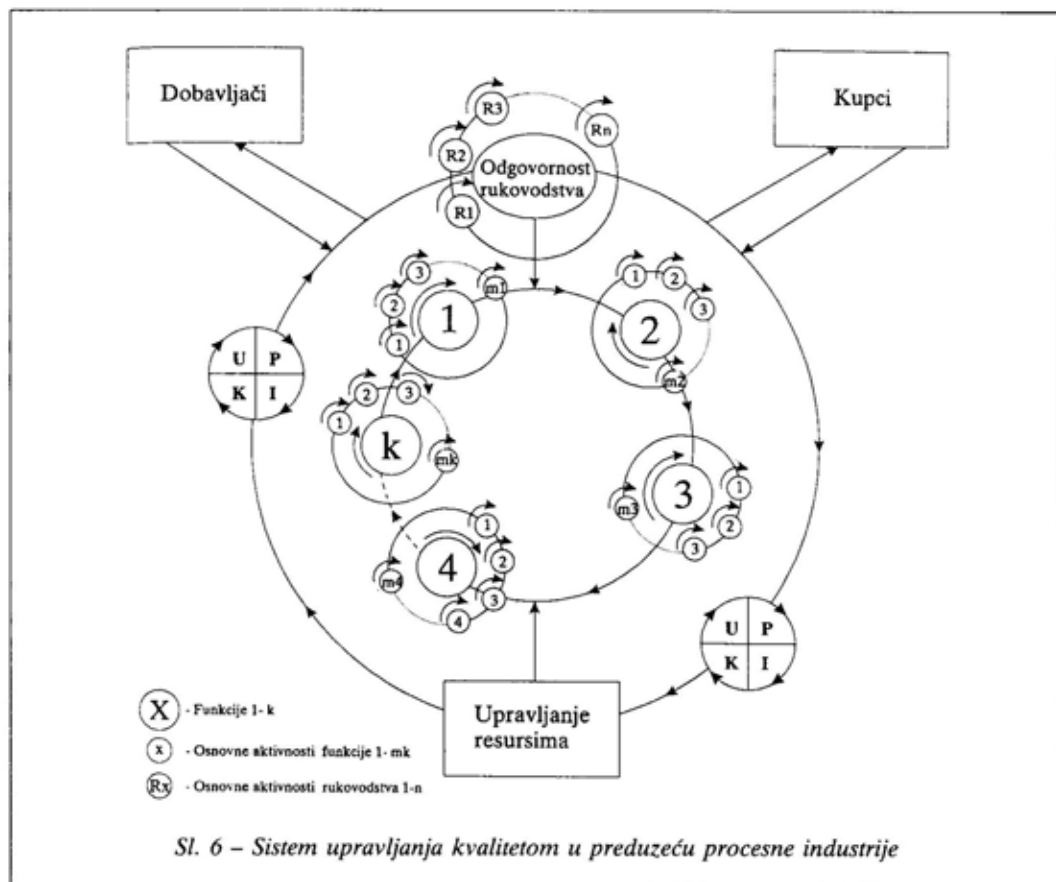 Dobavljači
Kupci
R3
Rn
R2
Odgovornost
rukovodstva
R1
3
m1
2
1
1
1
2
3
2
m2
U P
K I
1
2
3
k
mk
3
1
2
3
m3
4
1
2
3
4
m4
U P
K I
Upravljanje
resursima
X - Funkcije 1- k
x - Osnovne aktivnosti funkcije 1- mk
Rx - Osnovne aktivnosti rukovodstva 1-n
Sl. 6 – Sistem upravljanja kvalitetom u preduzeću procesne industrije